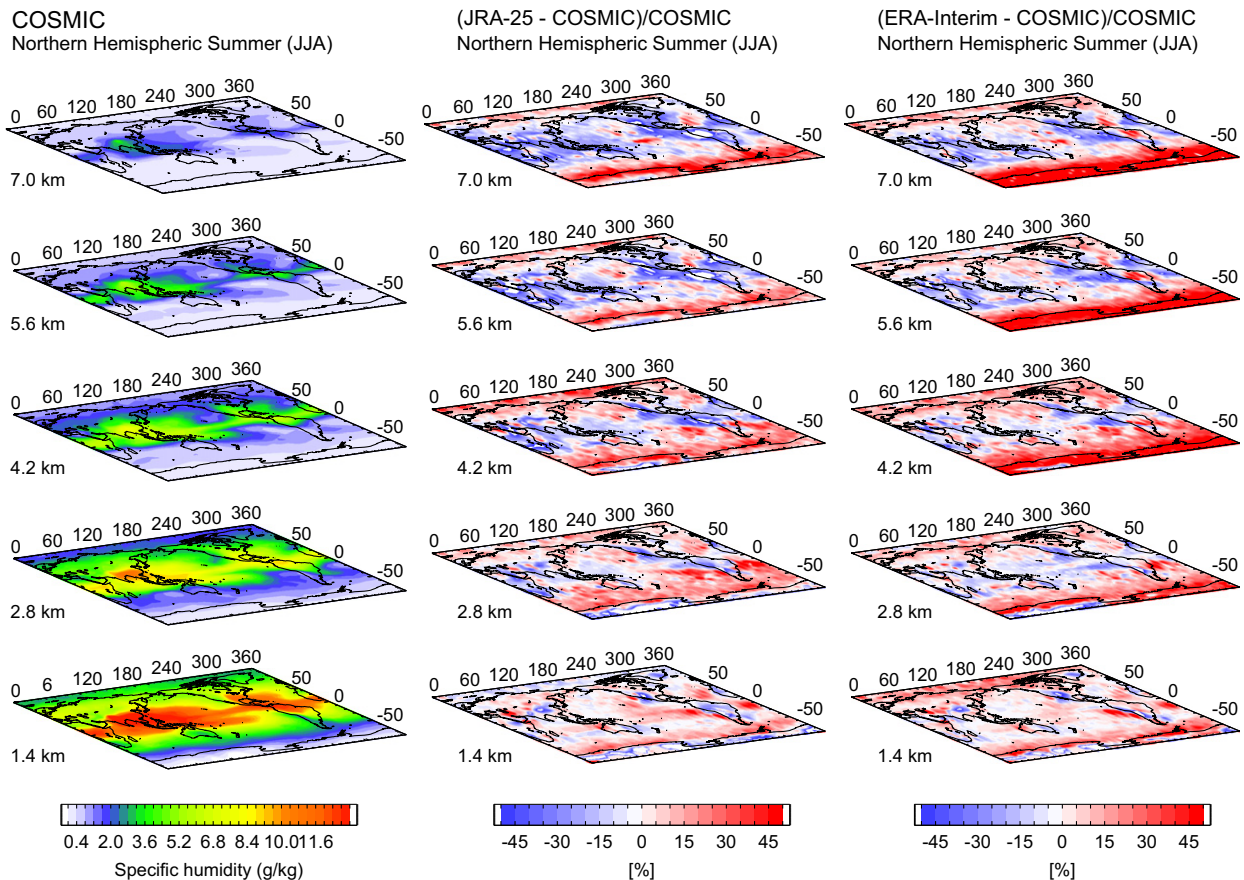 COSMIC
Northern Hemispheric Summer (JJA)
(JRA-25 - COSMIC)/COSMIC
Northern Hemispheric Summer (JJA)
(ERA-Interim - COSMIC)/COSMIC
Northern Hemispheric Summer (JJA)
0 60 120 180 240 300 360 50 0 -50
7.0 km
0 60 120 180 240 300 360 50 0 -50
7.0 km
0 60 120 180 240 300 360 50 0 -50
7.0 km
0 60 120 180 240 300 360 50 0 -50
5.6 km
0 60 120 180 240 300 360 50 0 -50
5.6 km
0 60 120 180 240 300 360 50 0 -50
5.6 km
0 60 120 180 240 300 360 50 0 -50
4.2 km
0 60 120 180 240 300 360 50 0 -50
4.2 km
0 60 120 180 240 300 360 50 0 -50
4.2 km
0 60 120 180 240 300 360 50 0 -50
2.8 km
0 60 120 180 240 300 360 50 0 -50
2.8 km
0 60 120 180 240 300 360 50 0 -50
2.8 km
0 6 120 180 240 300 360 50 0 -50
1.4 km
0 60 120 180 240 300 360 50 0 -50
1.4 km
0 60 120 180 240 300 360 50 0 -50
1.4 km
0.4 2.0 3.6 5.2 6.8 8.4 10.0 11.6
Specific humidity (g/kg)
-45 -30 -15 0 15 30 45
[%]
-45 -30 -15 0 15 30 45
[%]